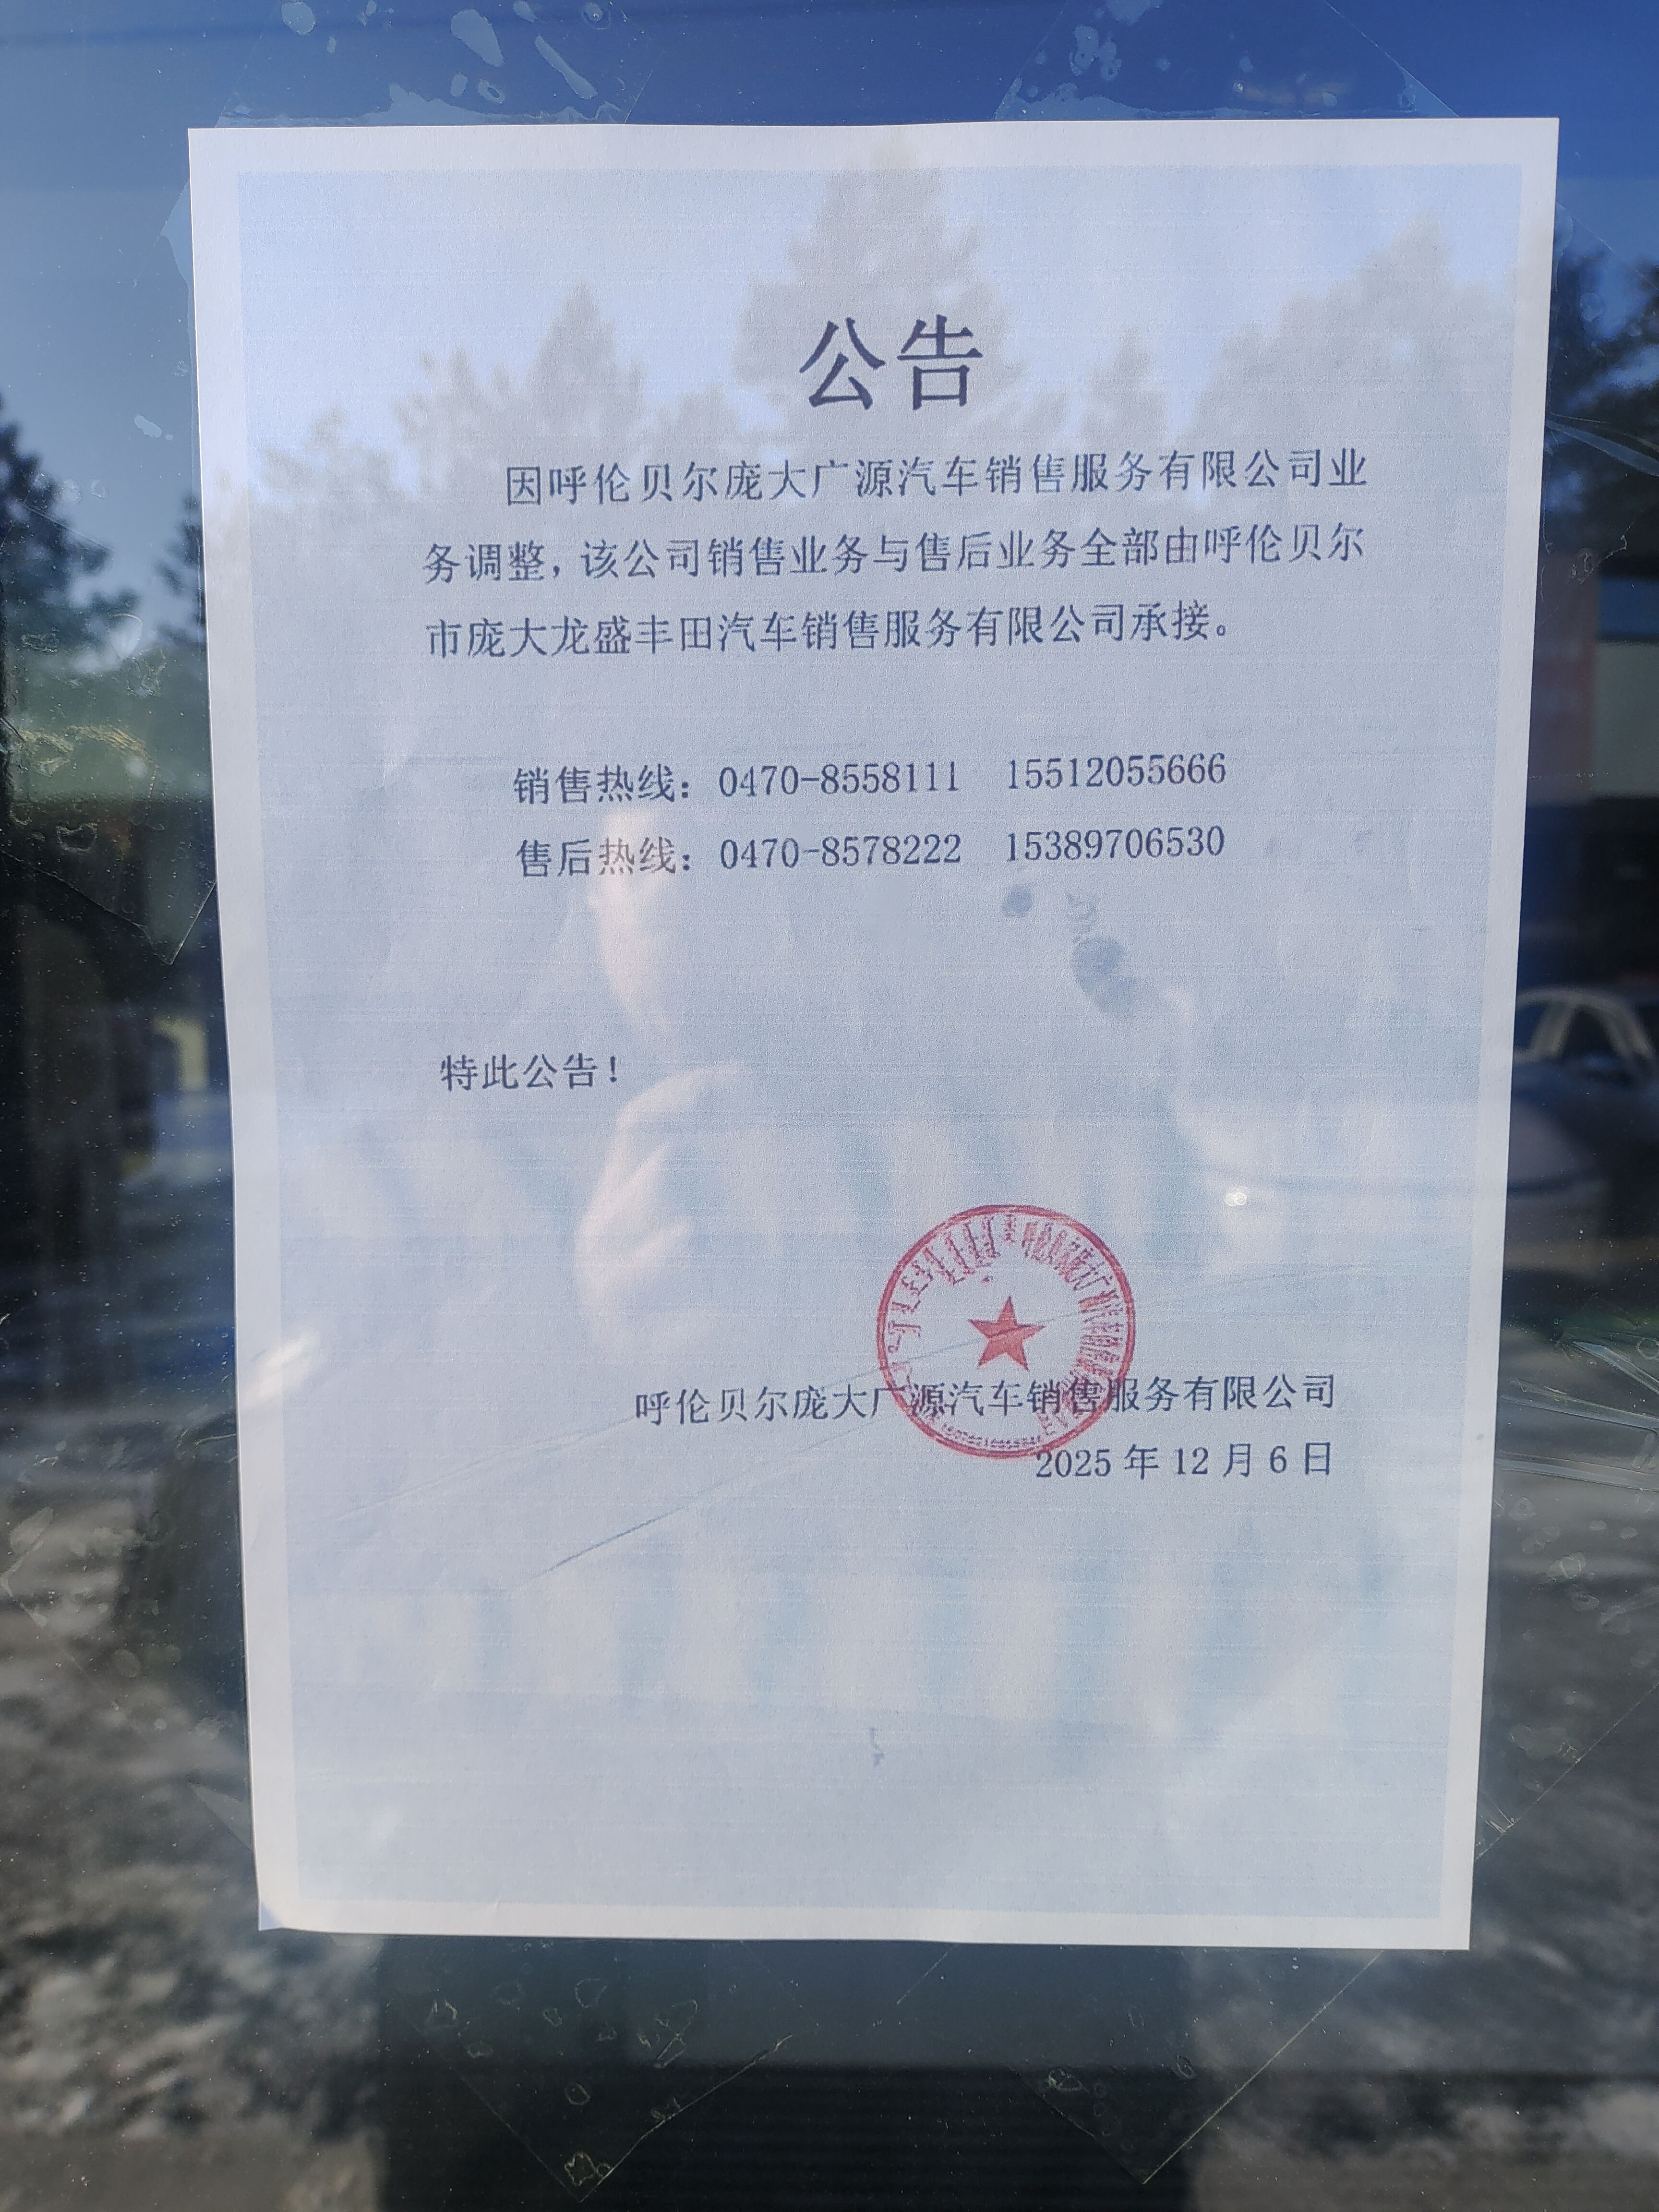 公告
因呼伦贝尔庞大广源汽车销售服务有限公司业
务调整，该公司销售业务与售后业务全部由呼伦贝尔
市庞大龙盛丰田汽车销售服务有限公司承接。
销售热线：0470-8558111 15512055666
售后热线：0470-8578222 15389706530
特此公告！
呼伦贝尔庞大广源汽车销售服务有限公司
2025 年 12 月 6 日